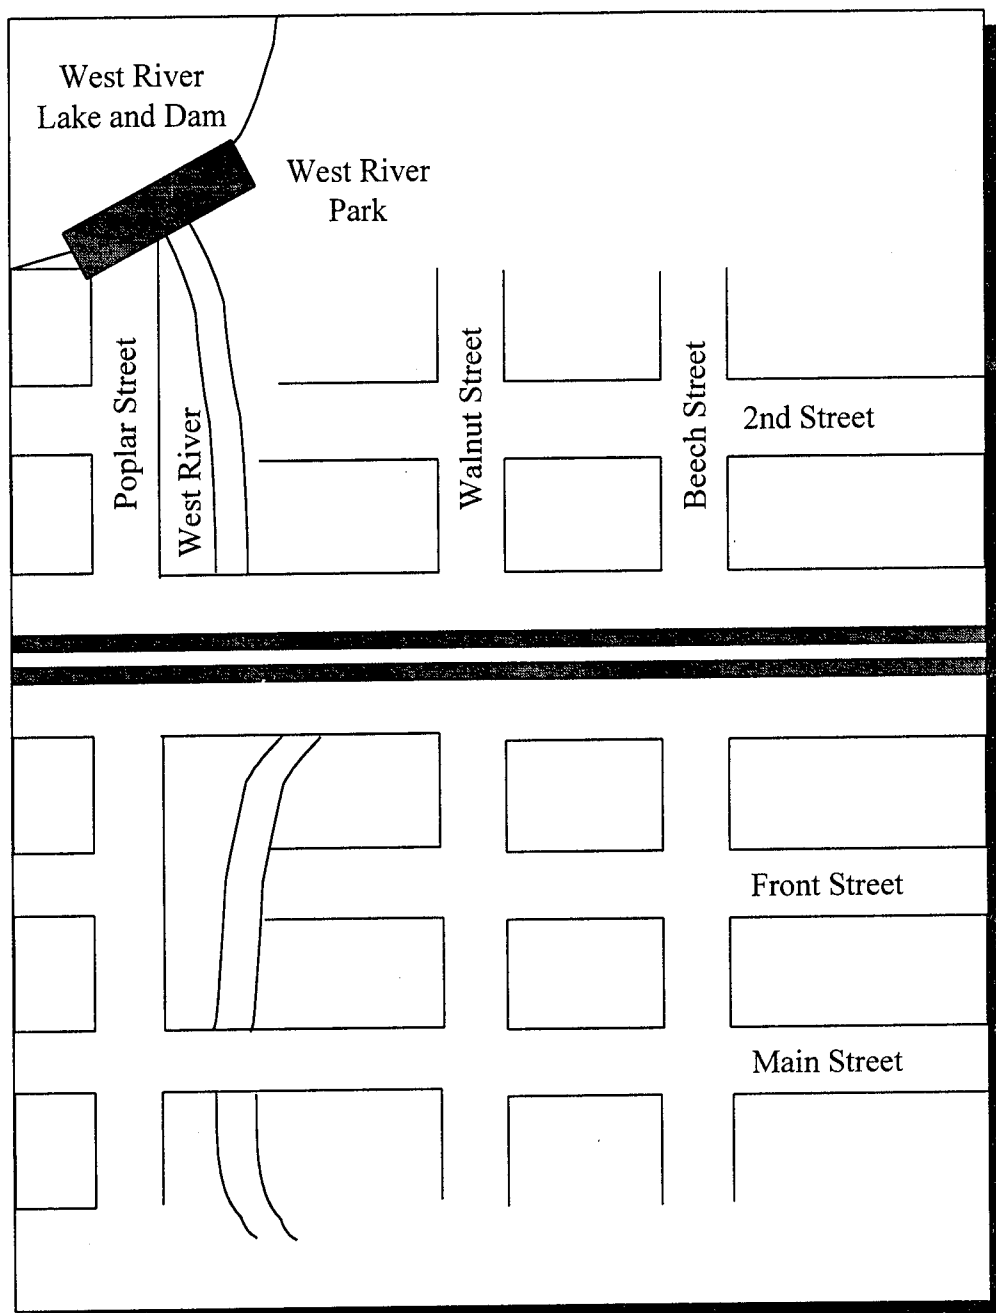 West River
Lake and Dam
West River
Park
Poplar Street
West River
Walnut Street
Beech Street
2nd Street
Front Street
Main Street